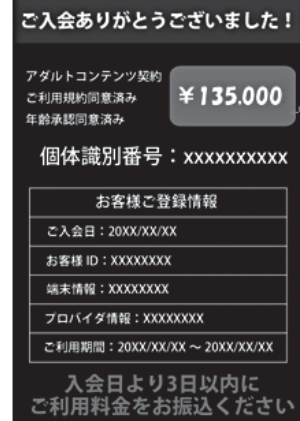 ご入会ありがとうございました！
アダルトコンテンツ契約
ご利用規約同意済み
年齢承認同意済み
¥135.000
個体識別番号：xxxxxxxxxx
お客様ご登録情報
ご入会日：20XX/XX/XX
お客様 ID：XXXXXXXX
端末情報：XXXXXXXX
プロバイダ情報：XXXXXXXX
ご利用期間：20XX/XX/XX ～ 20XX/XX/XX
入会日より3日以内に
ご利用料金をお振込ください